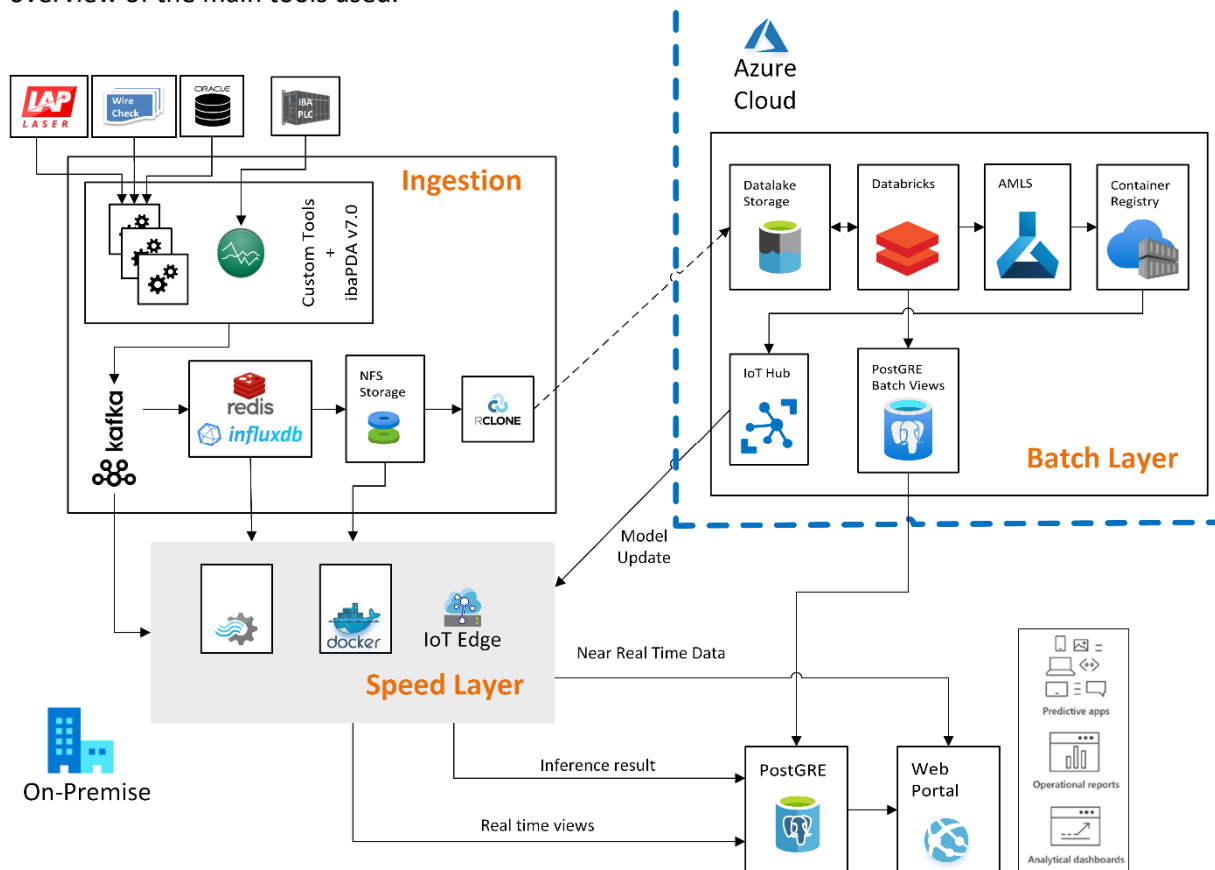 overview of the main tools used.
Azure
Cloud
LAP
LASER
Wire
Check
ORACLE
IBA
PLC
Ingestion
Custom Tools
+
ibaPDA v7.0
Datalake
Storage
Databricks
AMLS
Container
Registry
kafka
redis
influxdb
NFS
Storage
RCLONE
IoT Hub
PostGRE
Batch Views
Batch Layer
Model
Update
docker
IoT Edge
Speed Layer
Near Real Time Data
On-Premise
Inference result
Real time views
PostGRE
Web
Portal
Predictive apps
Operational reports
Analytical dashboards